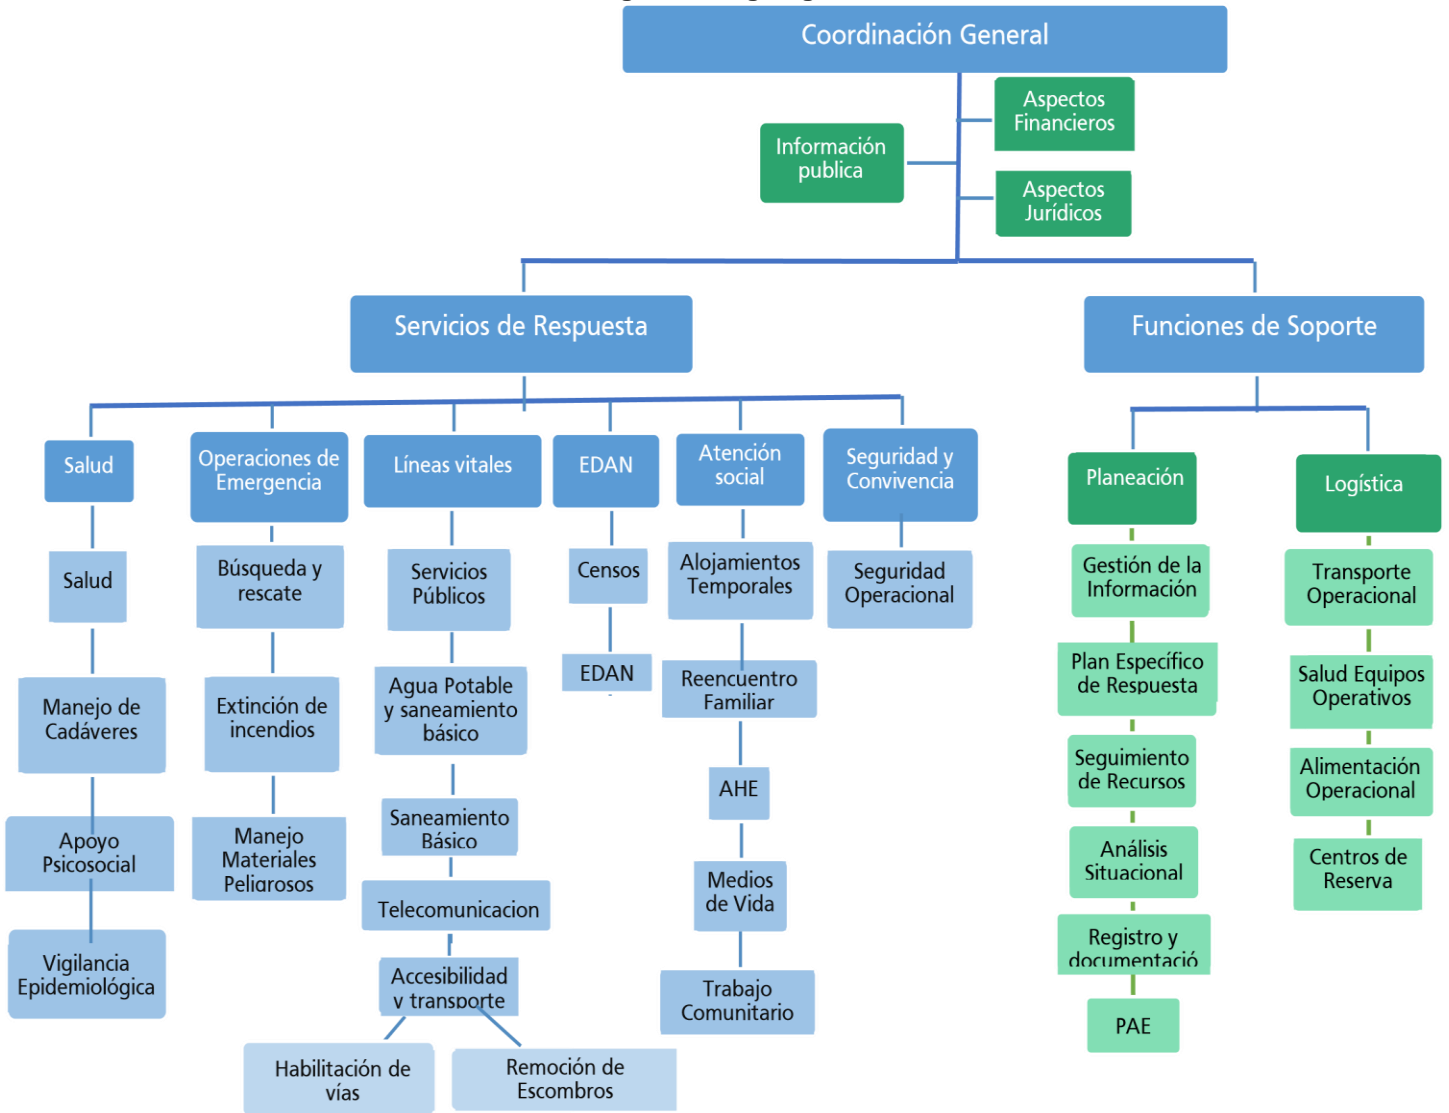 Coordinación General
Aspectos
Financieros
Información
publica
Aspectos
Jurídicos
Servicios de Respuesta
Funciones de Soporte
Salud
Operaciones de
Emergencia
Líneas vitales
EDAN
Atención
social
Seguridad y
Convivencia
Planeación
Logística
Salud
Manejo de
Cadáveres
Apoyo
Psicosocial
Vigilancia
Epidemiológica
Búsqueda y
rescate
Extinción de
incendios
Manejo
Materiales
Peligrosos
Servicios
Públicos
Agua Potable
y saneamiento
básico
Saneamiento
Básico
Telecomunicacion
Accesibilidad
y transporte
Habilitación de
vías
Remoción de
Escombros
Censos
EDAN
Alojamientos
Temporales
Reencuentro
Familiar
AHE
Medios
de Vida
Trabajo
Comunitario
Seguridad
Operacional
Gestión de la
Información
Plan Específico
de Respuesta
Seguimiento
de Recursos
Análisis
Situacional
Registro y
documentació
PAE
Transporte
Operacional
Salud Equipos
Operativos
Alimentación
Operacional
Centros de
Reserva